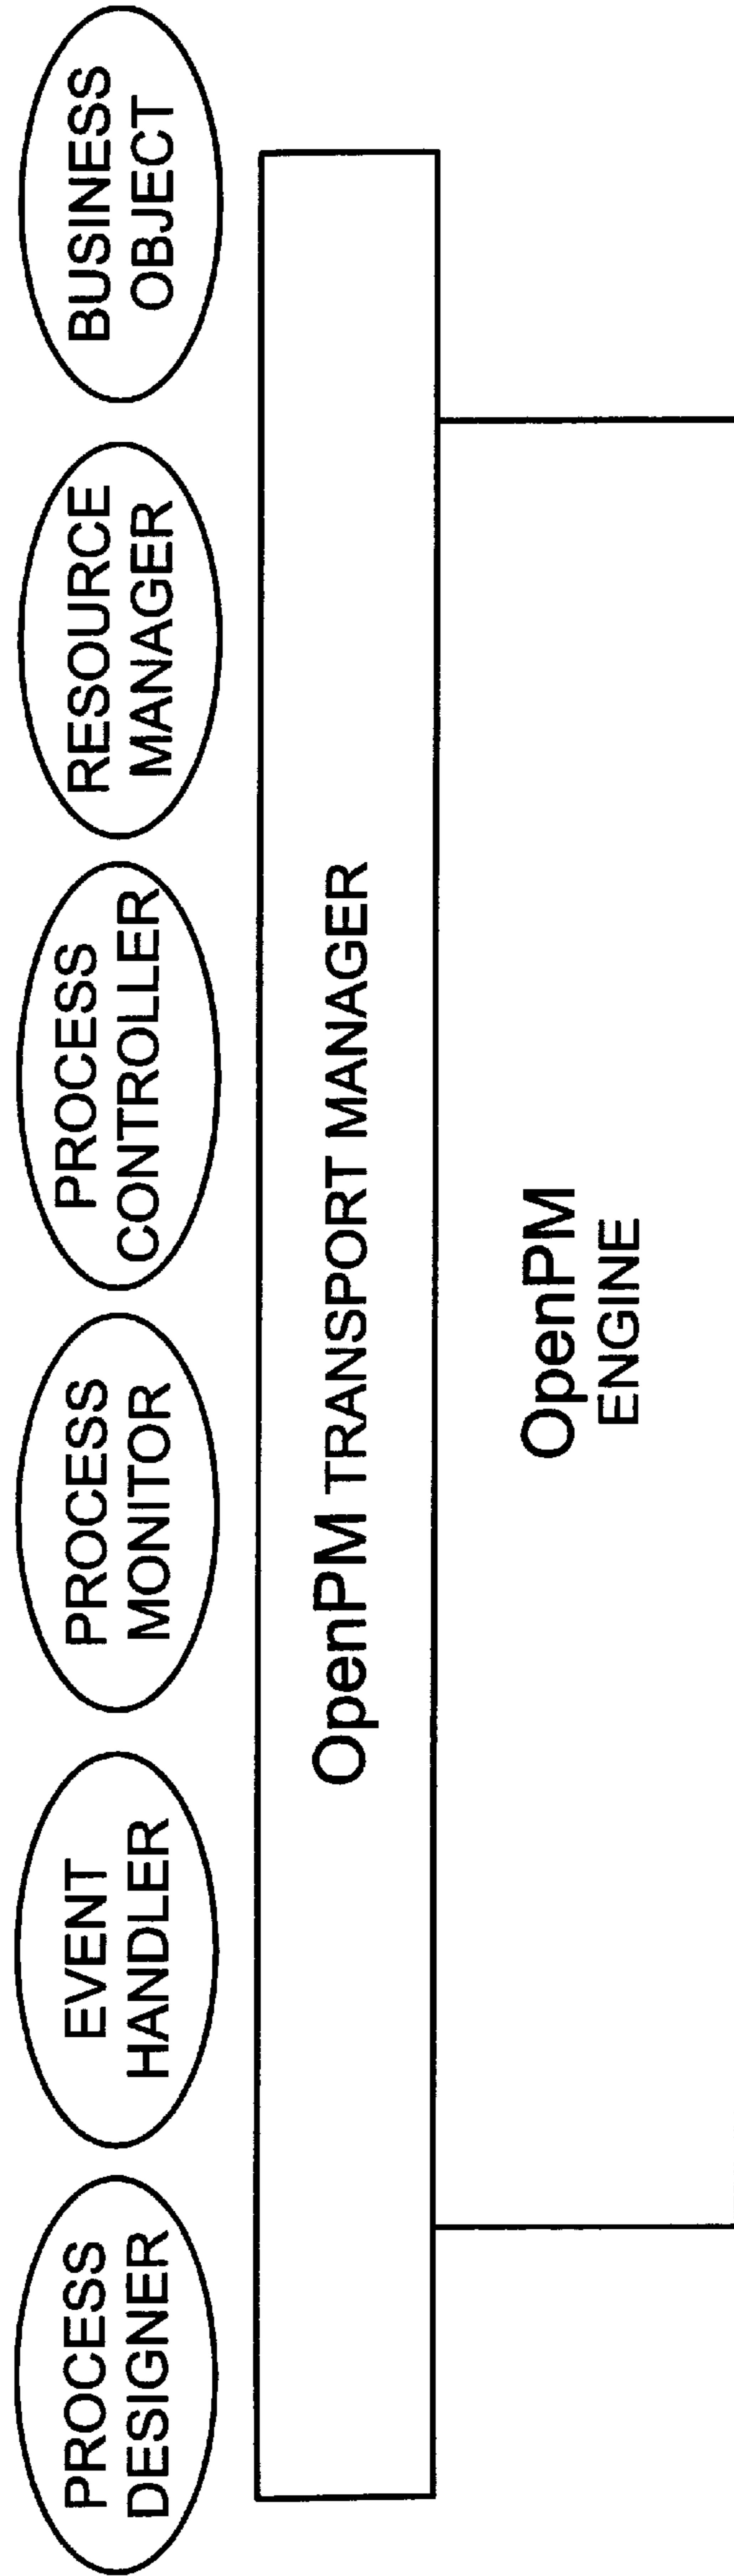 PROCESS
DESIGNER
EVENT
HANDLER
PROCESS
MONITOR
PROCESS
CONTROLLER
RESOURCE
MANAGER
BUSINESS
OBJECT
OpenPM TRANSPORT MANAGER
OpenPM
ENGINE